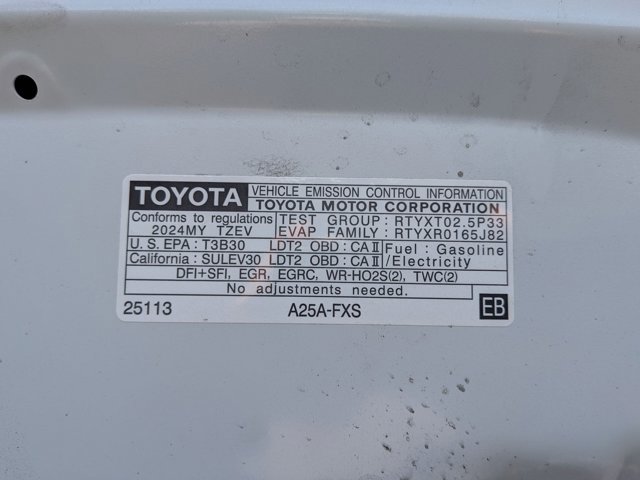 TOYOTA VEHICLE EMISSION CONTROL INFORMATION
TOYOTA MOTOR CORPORATION
Conforms to regulations TEST GROUP : RTYXT02.5P33
2024MY TZEV EVAP FAMILY : RTYXR0165J82
U.S. EPA : T3B30 LDT2 OBD : CAⅡ Fuel : Gasoline
California : SULEV30 LDT2 OBD : CAⅡ /Electricity
DFI+SFI, EGR, EGRC, WR-HO2S(2), TWC(2)
No adjustments needed.
25113 A25A-FXS EB